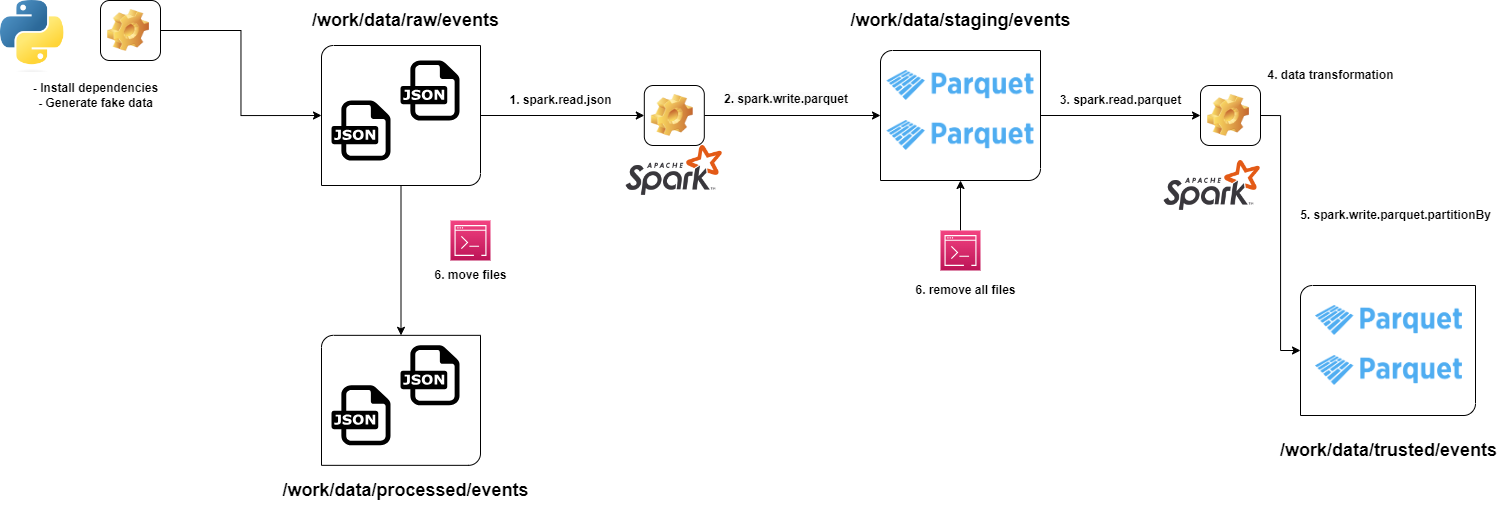 /work/data/raw/events
/work/data/staging/events
- Install dependencies
- Generate fake data
JSON
JSON
1. spark.read.json
APACHE
Spark™
2. spark.write.parquet
Parquet
Parquet
3. spark.read.parquet
APACHE
Spark™
4. data transformation
5. spark.write.parquet.partitionBy
6. move files
6. remove all files
JSON
JSON
/work/data/processed/events
Parquet
Parquet
/work/data/trusted/events